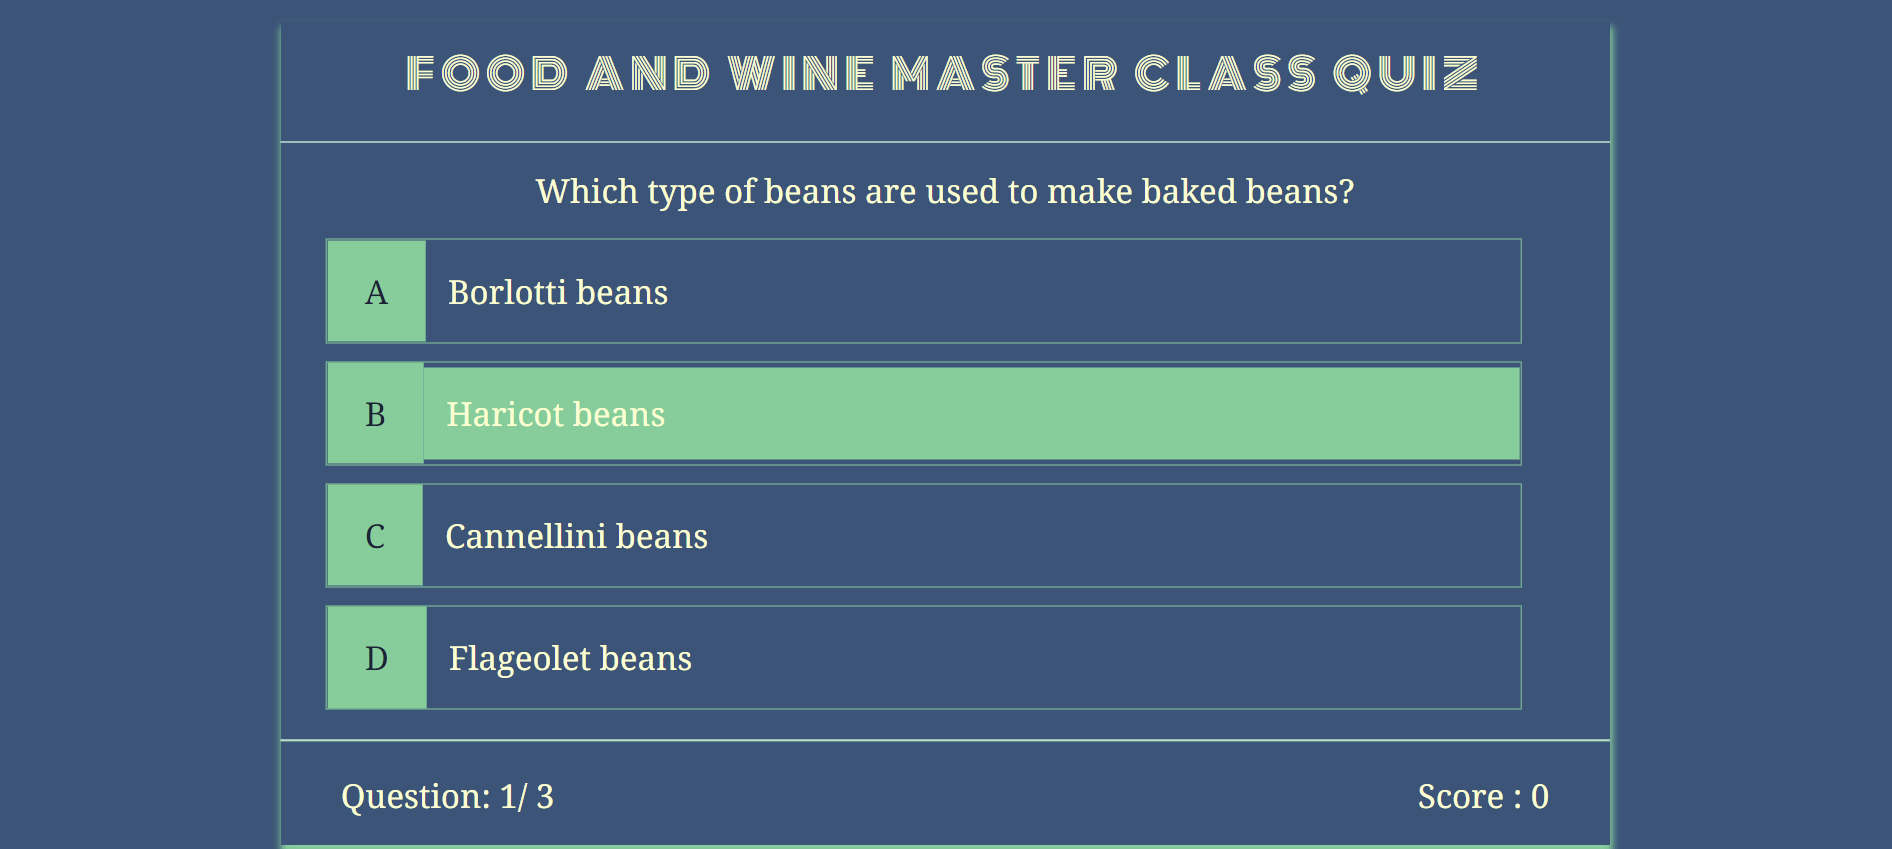 FOOD AND WINE MASTER CLASS QUIZ
Which type of beans are used to make baked beans?
A Borlotti beans
B Haricot beans
C Cannellini beans
D Flageolet beans
Question: 1/ 3 Score : 0